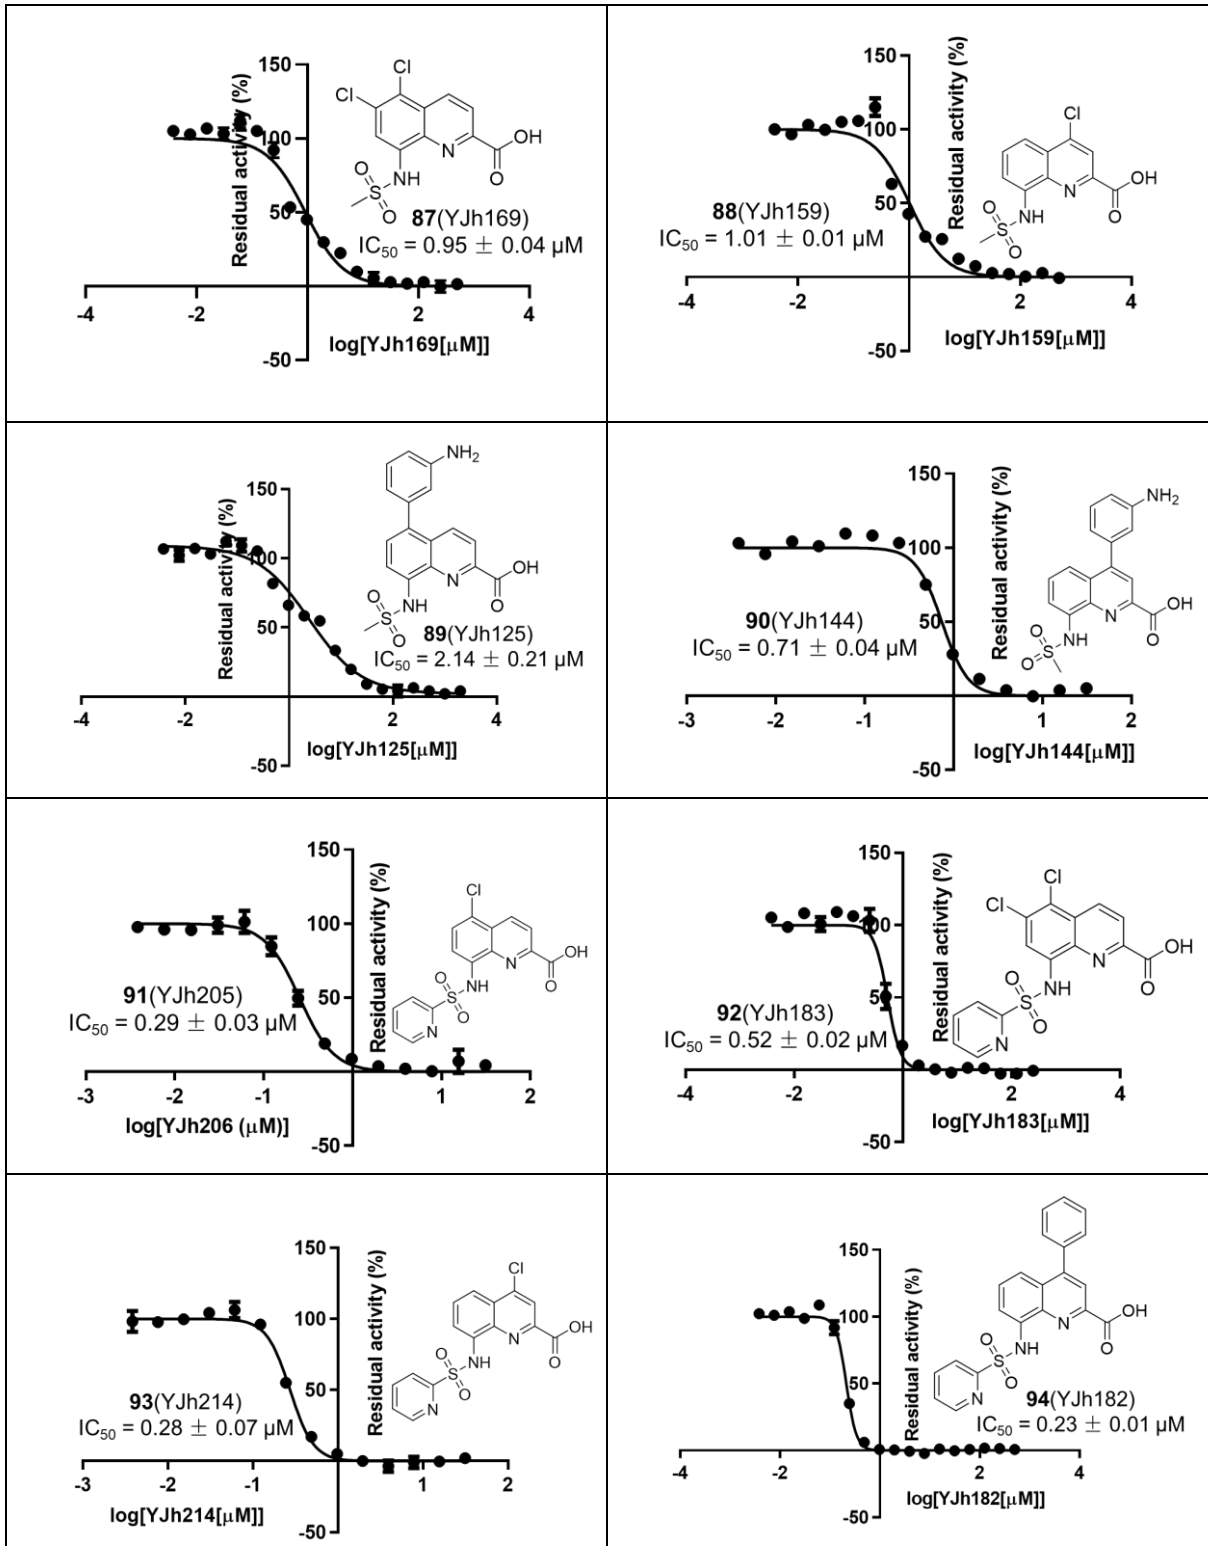 Residual activity (%)
150
100
50
-50
-4
-2
2
4
Cl
Cl
N
OH
O
NH
O
S
O
87(YJh169)
IC50 = 0.95 ± 0.04 µM
log[YJh169[µM]]
Residual activity (%)
150
100
50
-50
-4
-2
2
4
Cl
N
OH
O
NH
O
S
O
88(YJh159)
IC50 = 1.01 ± 0.01 µM
log[YJh159[µM]]
Residual activity (%)
150
100
50
-50
-4
-2
2
4
NH2
N
OH
O
NH
O
S
O
89(YJh125)
IC50 = 2.14 ± 0.21 µM
log[YJh125[µM]]
Residual activity (%)
150
100
50
-50
-3
-2
-1
1
2
NH2
N
OH
O
NH
O
S
O
90(YJh144)
IC50 = 0.71 ± 0.04 µM
log[YJh144[µM]]
Residual activity (%)
150
100
50
-50
-3
-2
-1
1
2
Cl
N
OH
O
NH
O
S
O
N
91(YJh205)
IC50 = 0.29 ± 0.03 µM
log[YJh206 (µM)]
Residual activity (%)
150
100
50
-50
-2
2
4
-4
Cl
Cl
N
OH
O
NH
O
S
O
N
92(YJh183)
IC50 = 0.52 ± 0.02 µM
log[YJh183[µM]]
Residual activity (%)
150
100
50
-50
-3
-2
-1
1
2
Cl
N
OH
O
NH
O
S
O
N
93(YJh214)
IC50 = 0.28 ± 0.07 µM
log[YJh214[µM]]
Residual activity (%)
150
100
50
-50
-4
-2
2
4
N
OH
O
NH
O
S
O
N
94(YJh182)
IC50 = 0.23 ± 0.01 µM
log[YJh182[µM]]